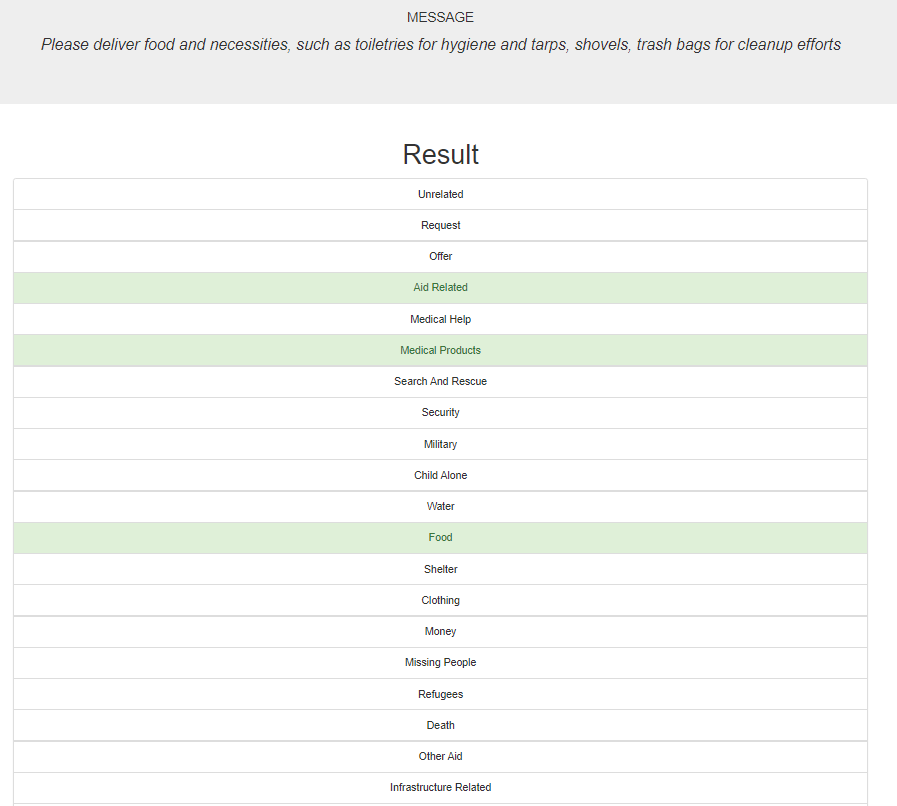 MESSAGE
Please deliver food and necessities, such as toiletries for hygiene and tarps, shovels, trash bags for cleanup efforts
Result
Unrelated
Request
Offer
Aid Related
Medical Help
Medical Products
Search And Rescue
Security
Military
Child Alone
Water
Food
Shelter
Clothing
Money
Missing People
Refugees
Death
Other Aid
Infrastructure Related